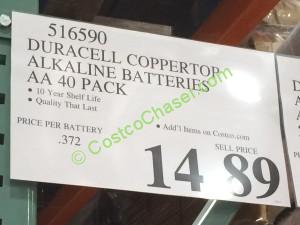 516590
DURACELL COPPERTOP
ALKALINE BATTERIES
AA 40 PACK
• 10 Year Shelf Life
• Quality That Last
• Add'l Items on Costco.com
PRICE PER BATTERY
.372
SELL PRICE
14.89
CostcoChaser.com
D
A
A